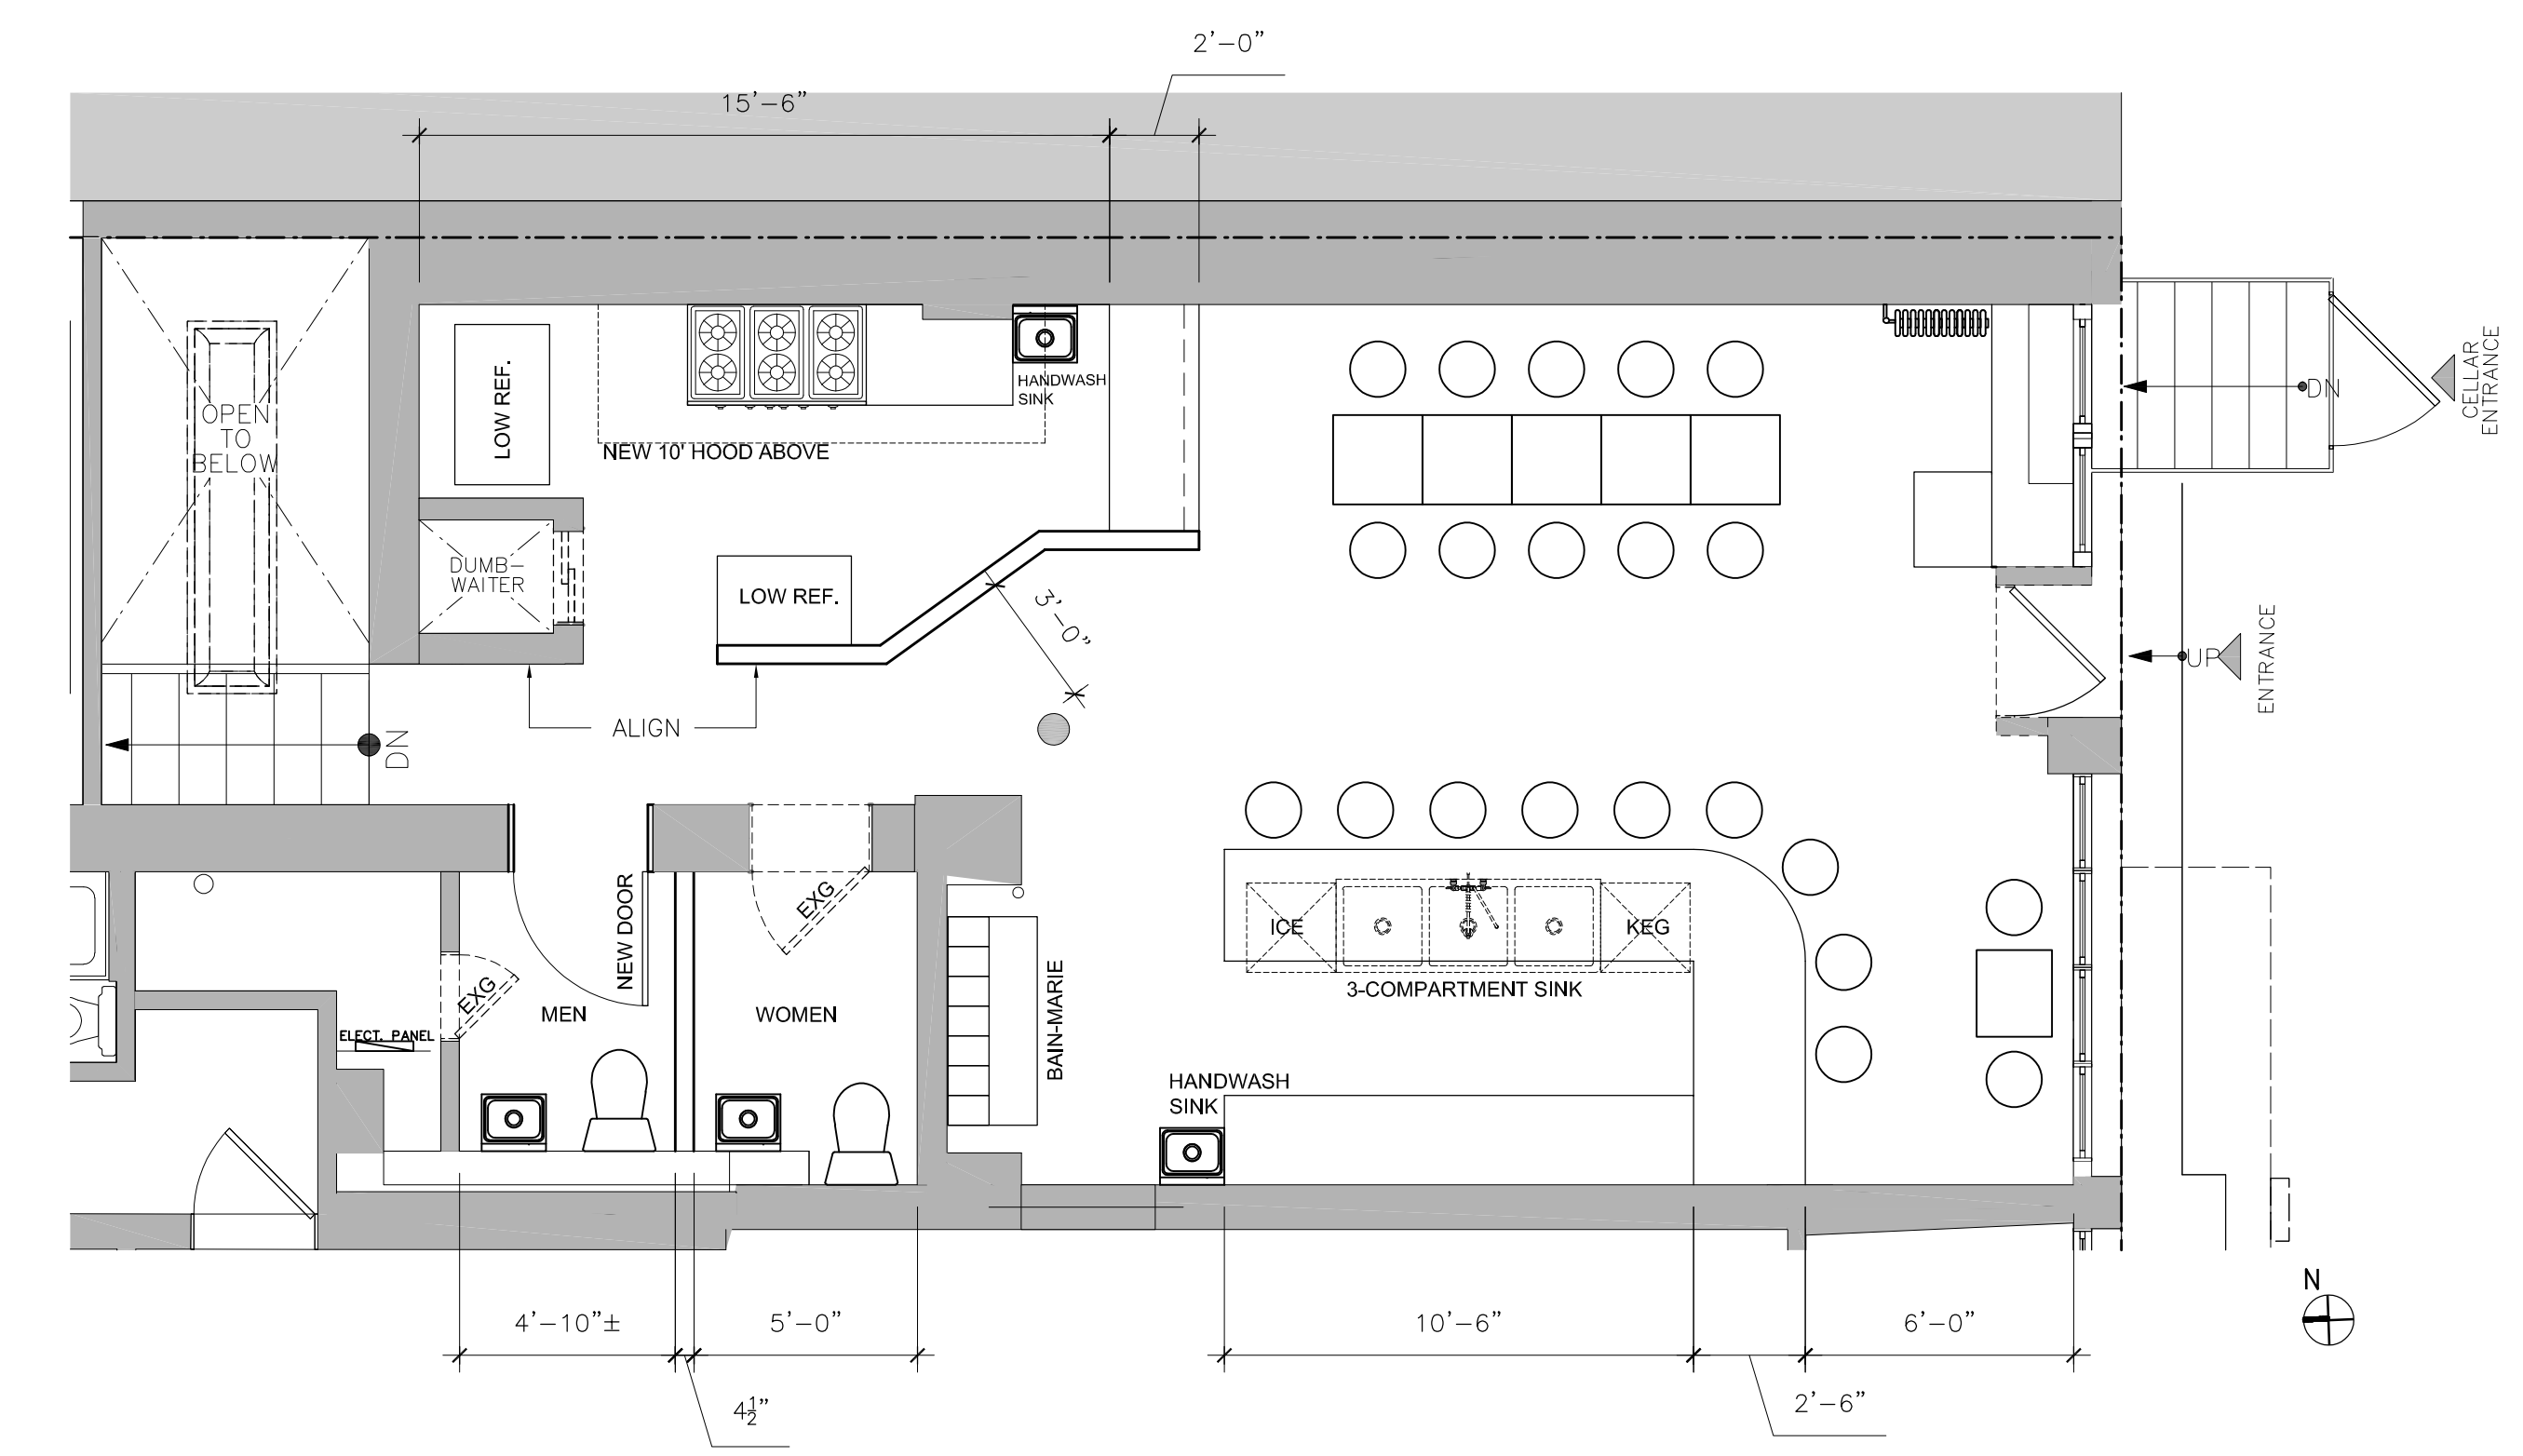 2'-0"
15'-6"
OPEN
TO
BELOW
LOW REF.
NEW 10' HOOD ABOVE
HANDWASH
SINK
DN
CELLAR
ENTRANCE
DUMB-
WAITER
LOW REF.
3'-0"
UP
ENTRANCE
ALIGN
DN
NEW DOOR
EXG
EXG
MEN
WOMEN
ELECT. PANEL
BAIN-MARIE
ICE
KEG
3-COMPARTMENT SINK
HANDWASH
SINK
N
4'-10"±
5'-0"
10'-6"
6'-0"
4½"
2'-6"